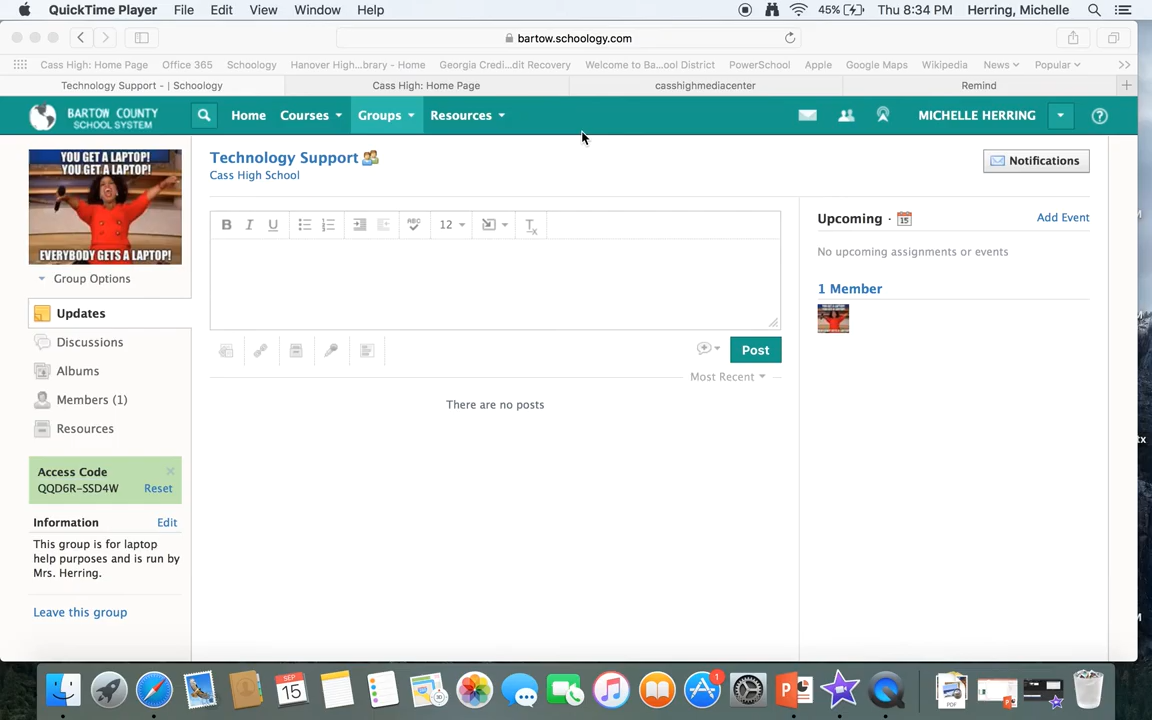 QuickTime Player File Edit View Window Help 45% Thu 8:34 PM Herring, Michelle
bartow.schoology.com
Cass High: Home Page Office 365 Schoology Hanover High...brary - Home Georgia Credi...dit Recovery Welcome to Ba...ool District PowerSchool Apple Google Maps Wikipedia News Popular >>
Technology Support - | Schoology Cass High: Home Page casshighmediacenter Remind
BARTOW COUNTY
SCHOOL SYSTEM
Home Courses Groups Resources MICHELLE HERRING
YOU GET A LAPTOP!
YOU GET A LAPTOP!
EVERYBODY GETS A LAPTOP!
Group Options
Updates
Discussions
Albums
Members (1)
Resources
Access Code
QQD6R-SSD4W Reset
Information Edit
This group is for laptop
help purposes and is run by
Mrs. Herring.
Leave this group
Technology Support
Cass High School
Notifications
B I U ABC 12 Tx
Post
Most Recent
There are no posts
Upcoming · 15 Add Event
No upcoming assignments or events
1 Member
SEP
15
1
PDF